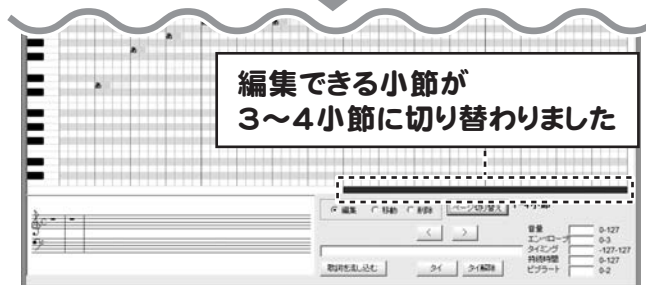 あ
あ
あ
あ
編集できる小節が
３～４小節に切り替わりました
編集 移動 削除 ページ切り替え
< >
音量 0-127
エンベロープ 0-3
タイミング -127-127
持続時間 0-127
ビブラート 0-2
歌詞を流し込む タイ タイ解除